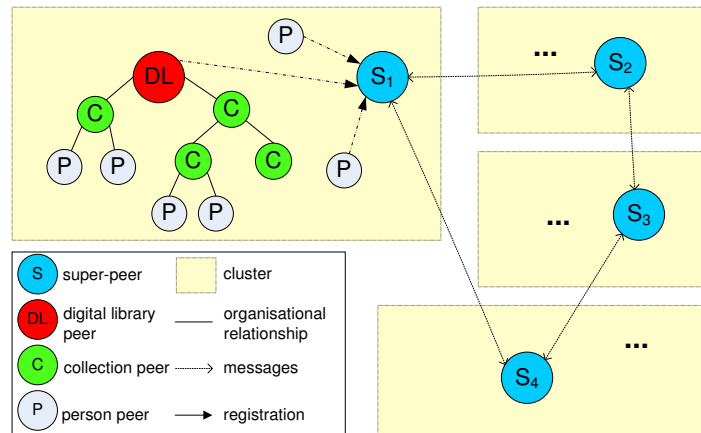 P
...
S2
DL
S1
C
C
P
P
C
C
P
P
P
...
S3
S
super-peer
cluster
DL
digital library
peer
organisational
relationship
...
C
collection peer
messages
S4
P
person peer
registration